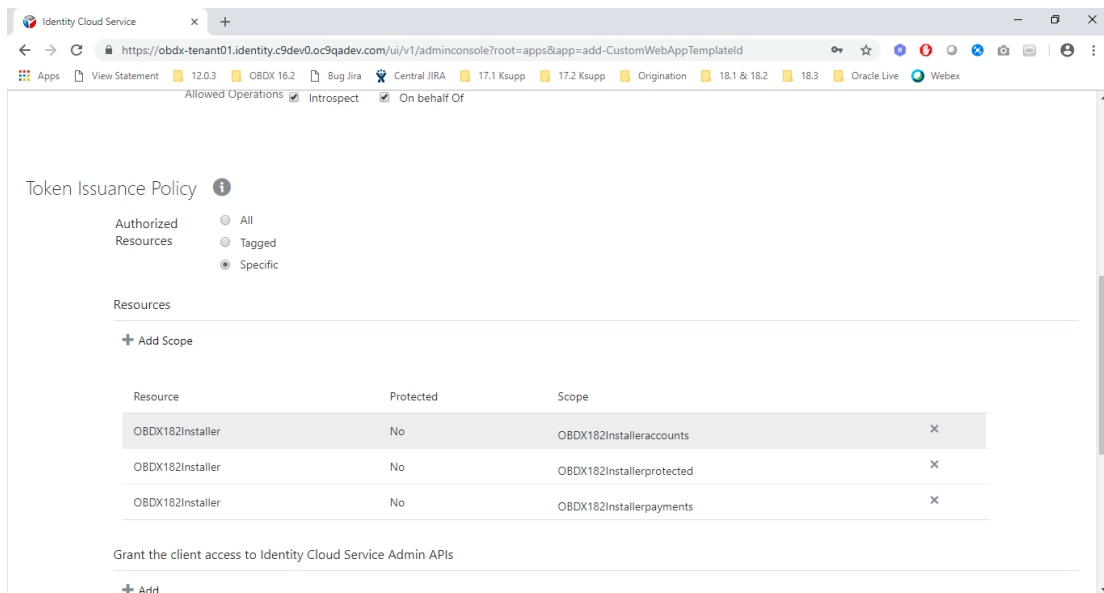 Identity Cloud Service
https://obdx-tenant01.identity.c9dev0.oc9qadev.com/ui/v1/adminconsole?root=apps&app=add-CustomWebAppTemplateId
Apps View Statement 12.0.3 OBDX 16.2 Bug Jira Central JIRA 17.1 Ksupp 17.2 Ksupp Origination 18.1 & 18.2 18.3 Oracle Live Webex
Allowed Operations Introspect On behalf Of
Token Issuance Policy
Authorized Resources
All
Tagged
Specific
Resources
Add Scope
Resource Protected Scope
OBDX182Installer No OBDX182Installeraccounts
OBDX182Installer No OBDX182Installerprotected
OBDX182Installer No OBDX182Installerpayments
Grant the client access to Identity Cloud Service Admin APIs
Add